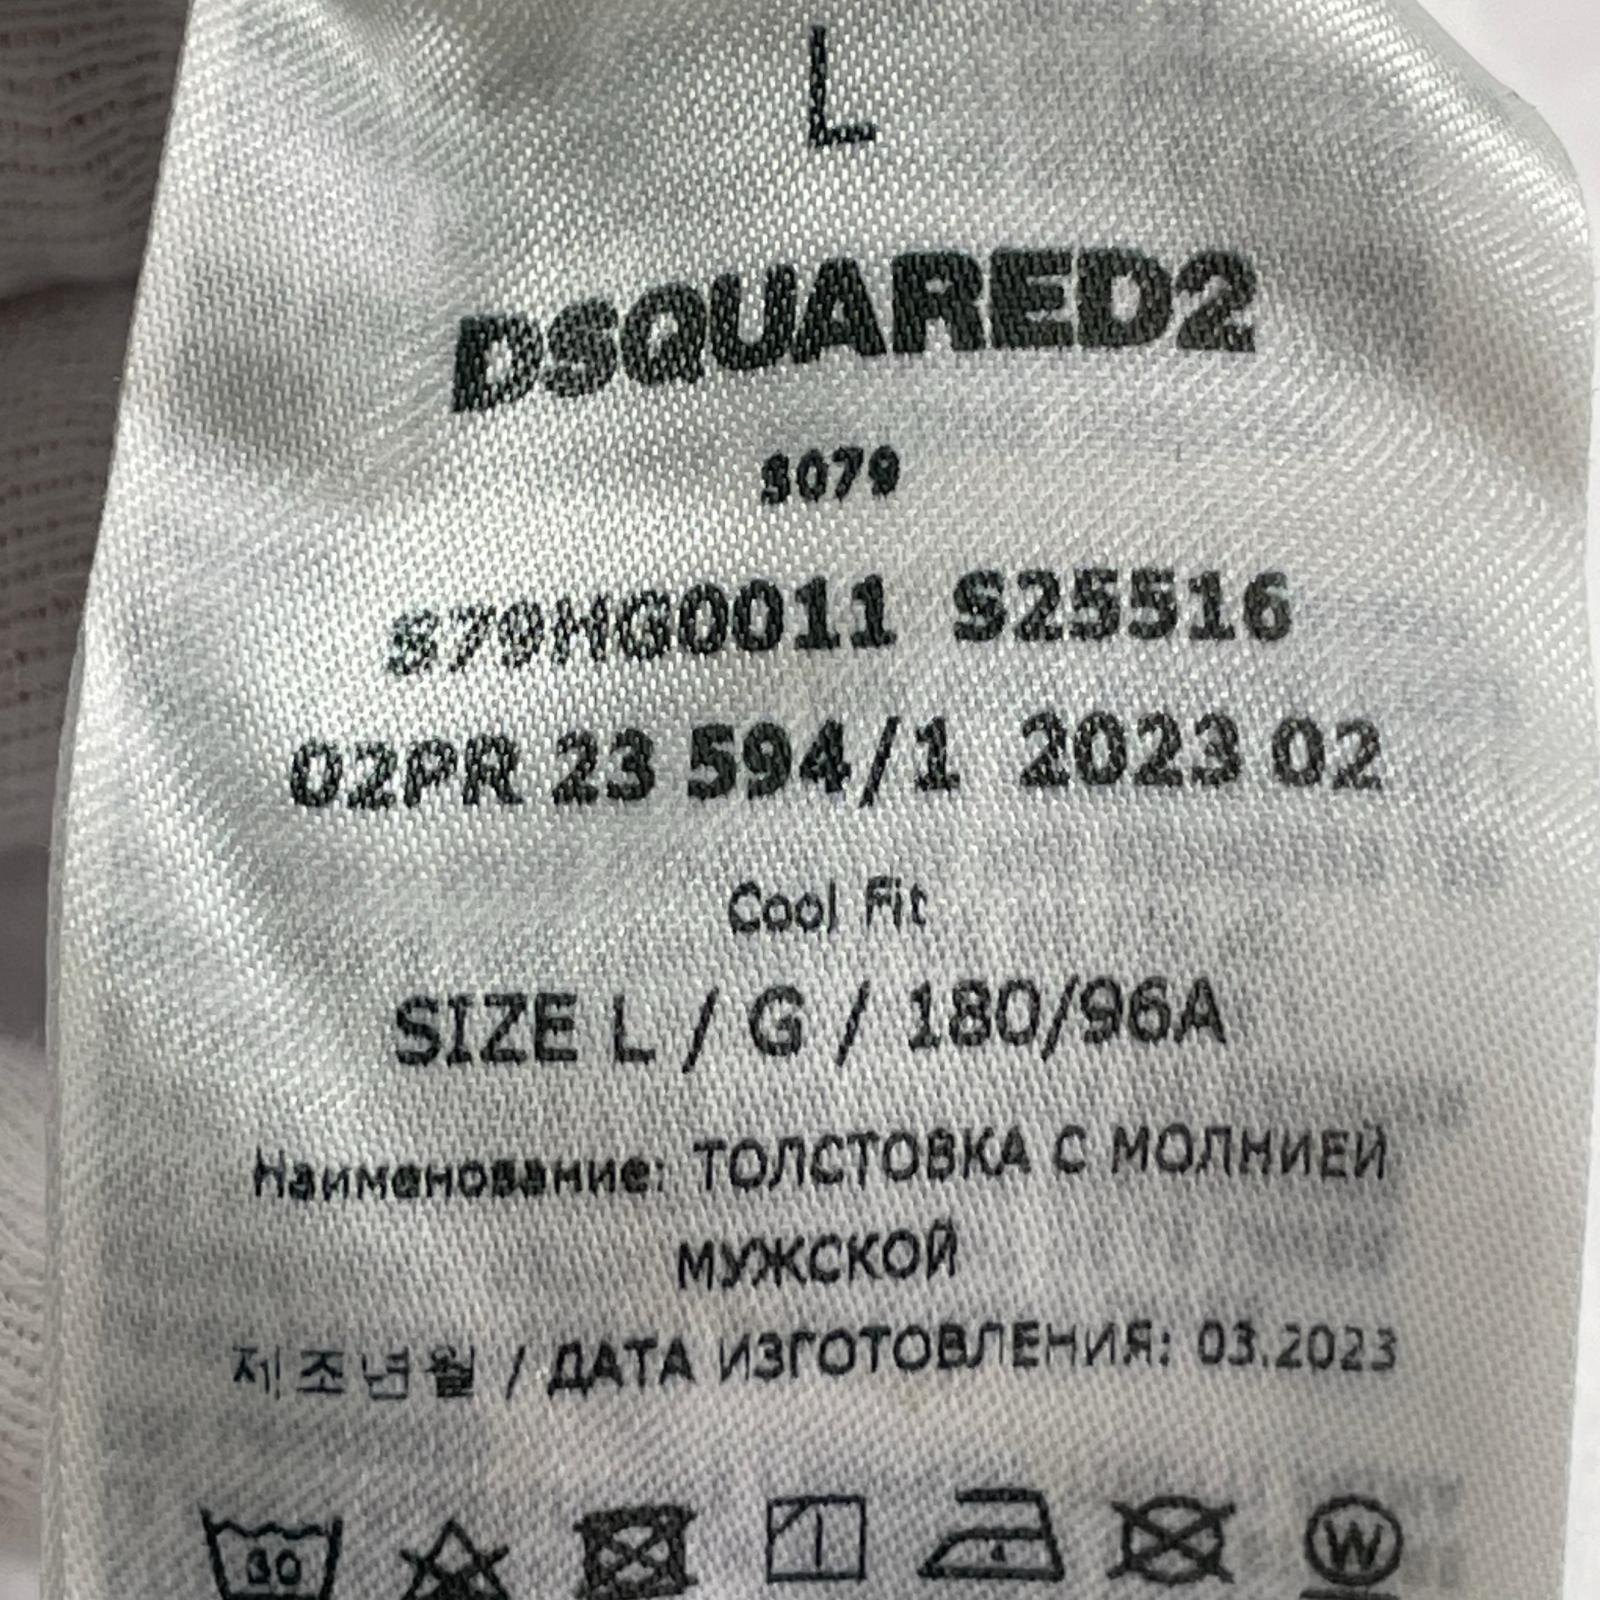 L
DSQUARED2
S079
S79HG0011 S25516
02PR 23 594/1 2023 02
Cool Fit
SIZE L / G / 180/96A
Наименование: ТОЛСТОВКА С МОЛНИЕЙ
МУЖСКОЙ
제조년월 / ДАТА ИЗГОТОВЛЕНИЯ: 03.2023
30
W